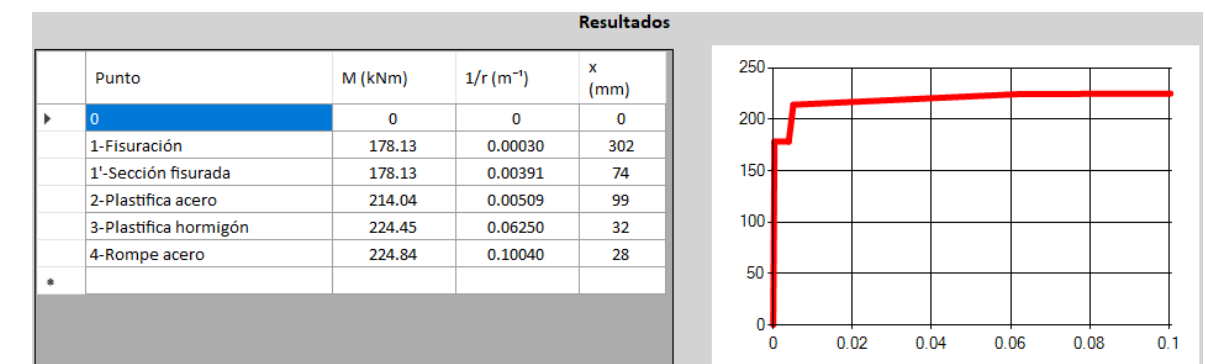 Resultados
Punto M (kNm) 1/r (m⁻¹) x (mm)
0 0 0 0
1-Fisuración 178.13 0.00030 302
1'-Sección fisurada 178.13 0.00391 74
2-Plastifica acero 214.04 0.00509 99
3-Plastifica hormigón 224.45 0.06250 32
4-Rompe acero 224.84 0.10040 28
250
200
150
100
50
0
0 0.02 0.04 0.06 0.08 0.1